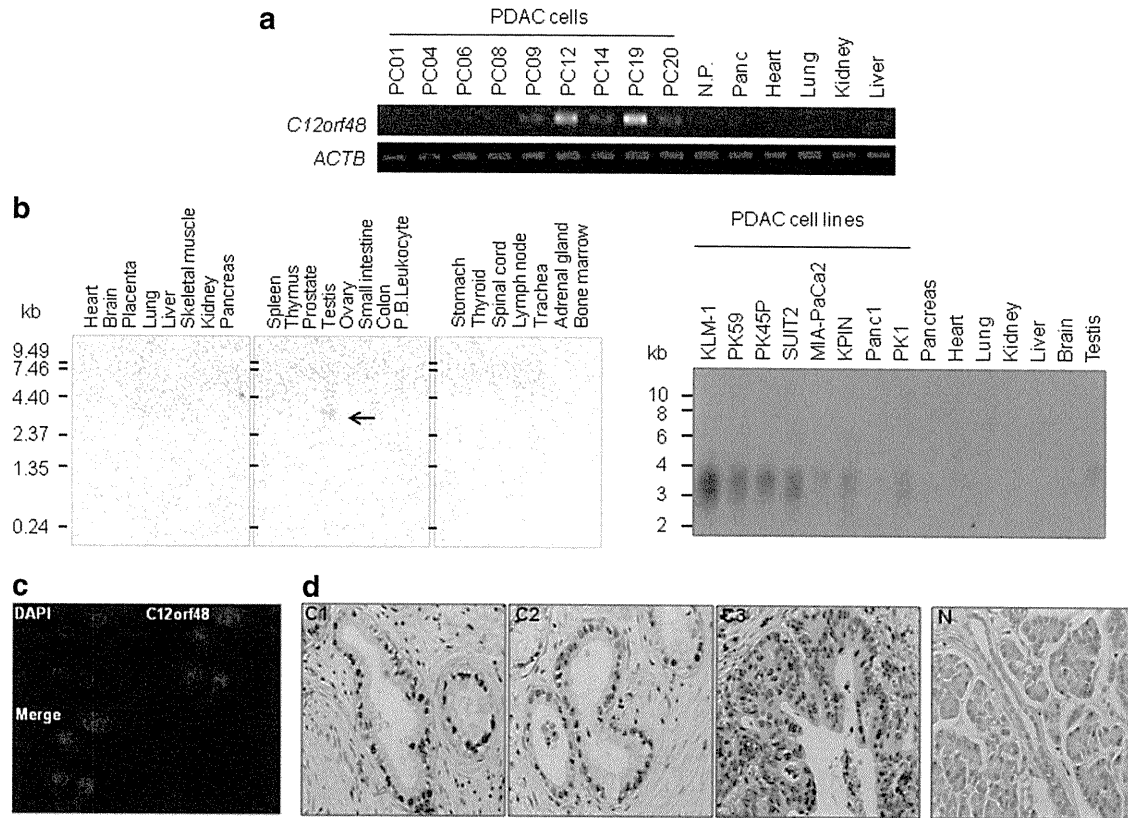 a
PDAC cells
PC01 PC04 PC06 PC08 PC09 PC12 PC14 PC19 PC20 N.P. Panc Heart Lung Kidney Liver
C12orf48
ACTB
b
kb
Heart Brain Placenta Lung Liver Skeletal muscle Kidney Pancreas
Spleen Thymus Prostate Testis Ovary Small intestine Colon P.B.Leukocyte
Stomach Thyroid Spinal cord Lymph node Trachea Adrenal gland Bone marrow
9.49
7.46
4.40
2.37
1.35
0.24
PDAC cell lines
kb
KLM-1 PK59 PK45P SUIT2 MIA-PaCa2 KPIN Panc1 PK1 Pancreas Heart Lung Kidney Liver Brain Testis
10
8
6
4
3
2
c
DAPI C12orf48
Merge
d
C1 C2 C3 N